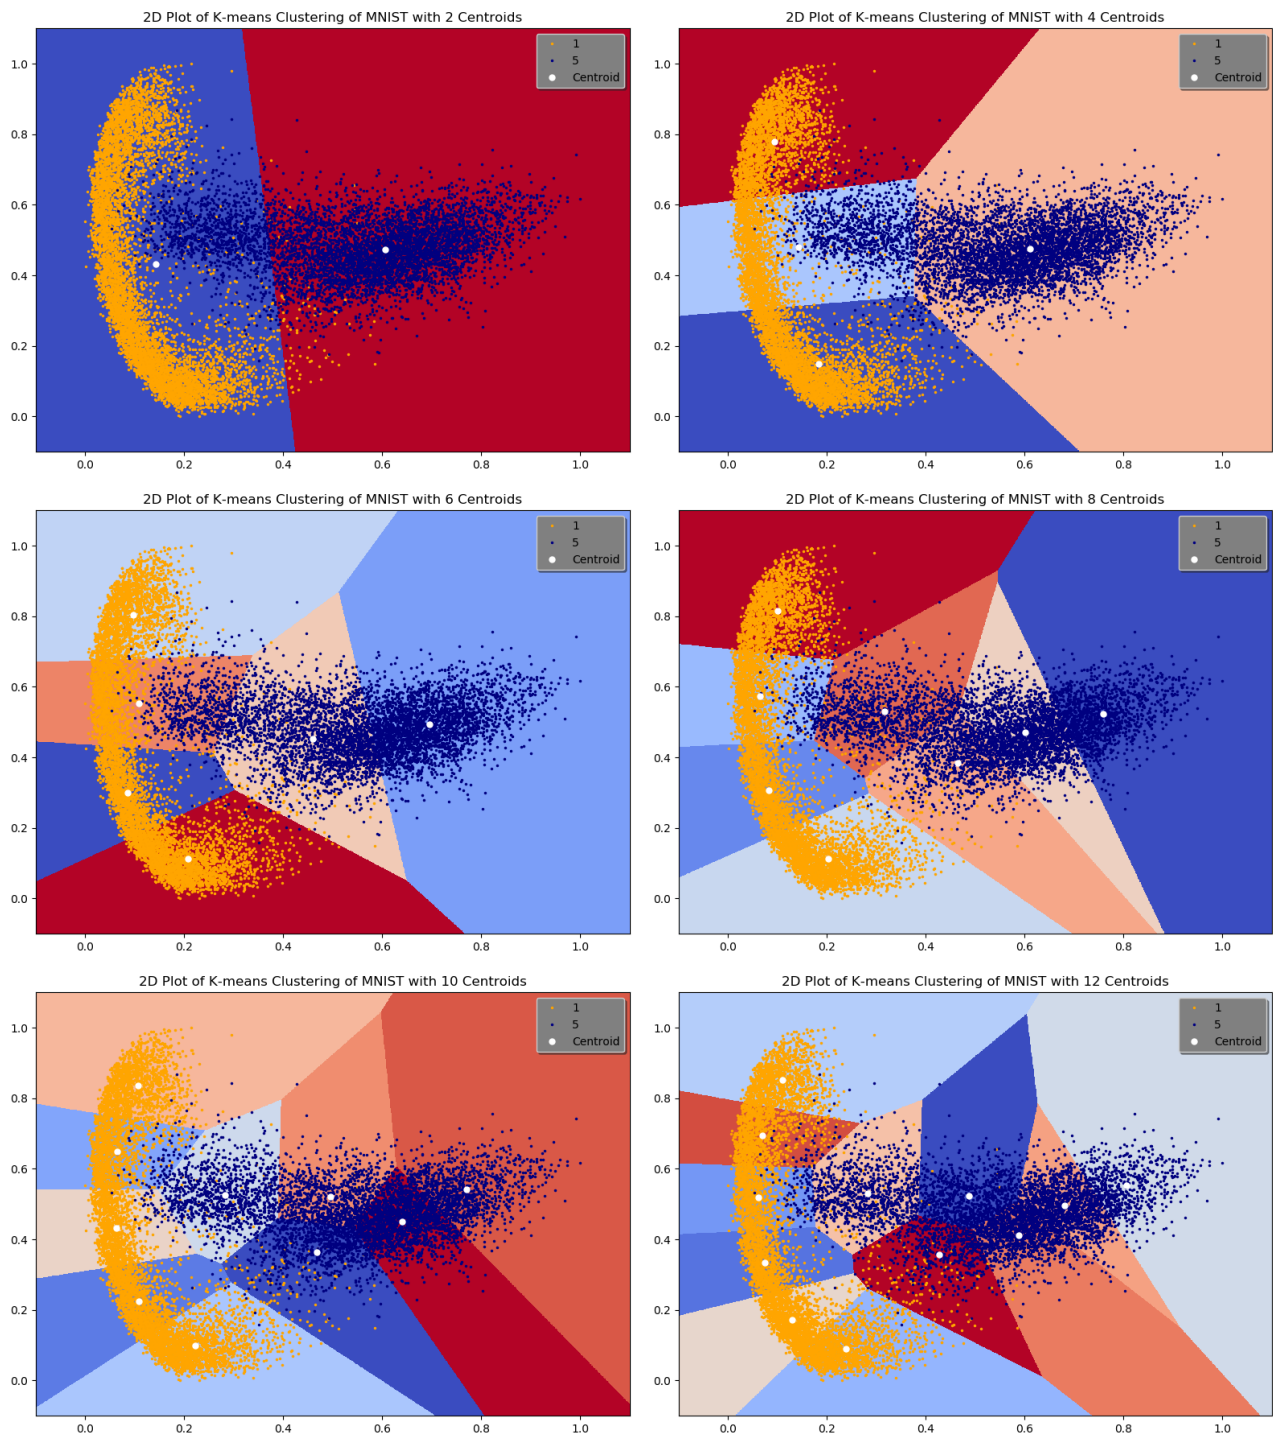 2D Plot of K-means Clustering of MNIST with 2 Centroids
1
5
Centroid
1.0
0.8
0.6
0.4
0.2
0.0
0.0 0.2 0.4 0.6 0.8 1.0
2D Plot of K-means Clustering of MNIST with 4 Centroids
1
5
Centroid
1.0
0.8
0.6
0.4
0.2
0.0
0.0 0.2 0.4 0.6 0.8 1.0
2D Plot of K-means Clustering of MNIST with 6 Centroids
1
5
Centroid
1.0
0.8
0.6
0.4
0.2
0.0
0.0 0.2 0.4 0.6 0.8 1.0
2D Plot of K-means Clustering of MNIST with 8 Centroids
1
5
Centroid
1.0
0.8
0.6
0.4
0.2
0.0
0.0 0.2 0.4 0.6 0.8 1.0
2D Plot of K-means Clustering of MNIST with 10 Centroids
1
5
Centroid
1.0
0.8
0.6
0.4
0.2
0.0
0.0 0.2 0.4 0.6 0.8 1.0
2D Plot of K-means Clustering of MNIST with 12 Centroids
1
5
Centroid
1.0
0.8
0.6
0.4
0.2
0.0
0.0 0.2 0.4 0.6 0.8 1.0